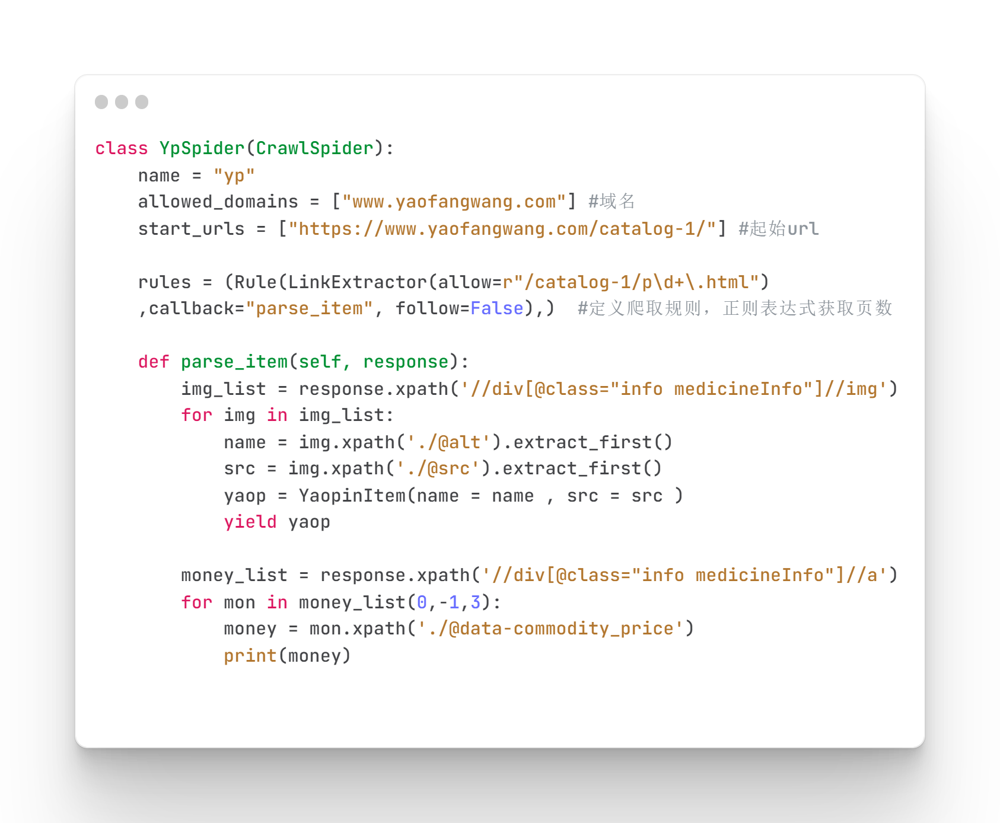 class YpSpider(CrawlSpider):
    name = "yp"
    allowed_domains = ["www.yaofangwang.com"] #域名
    start_urls = ["https://www.yaofangwang.com/catalog-1/"] #起始url
    rules = (Rule(LinkExtractor(allow=r"/catalog-1/p\d+\.html")
    ,callback="parse_item", follow=False),)  #定义爬取规则，正则表达式获取页数
    def parse_item(self, response):
        img_list = response.xpath('//div[@class="info medicineInfo"]//img')
        for img in img_list:
            name = img.xpath('./@alt').extract_first()
            src = img.xpath('./@src').extract_first()
            yaop = YaopinItem(name = name , src = src )
            yield yaop
        money_list = response.xpath('//div[@class="info medicineInfo"]//a')
        for mon in money_list(0,-1,3):
            money = mon.xpath('./@data-commodity_price')
            print(money)